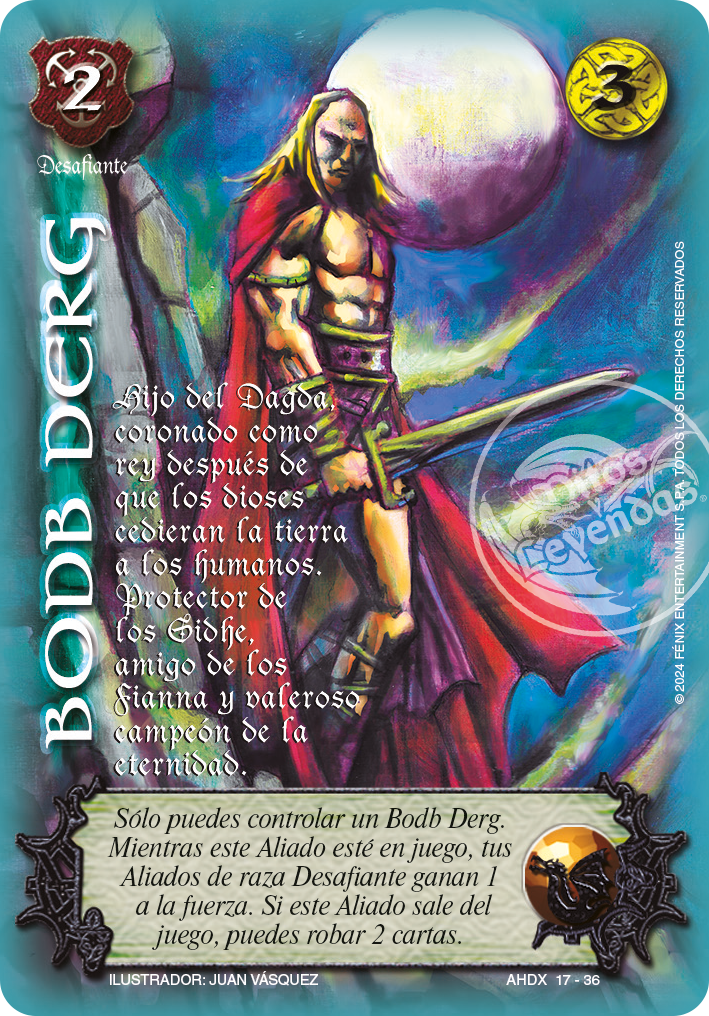 2
3
Desafiante
BODB DERG
Hijo del Dagda,
coronado como
rey después de
que los dioses
cedieran la tierra
a los humanos.
Protector de
los Sidhe,
amigo de los
Fianna y valeroso
campeón de la
eternidad.
Mitos
y
Leyendas®
©2024 FÉNIX ENTERTAINMENT S.P.A. TODOS LOS DERECHOS RESERVADOS
Sólo puedes controlar un Bodb Derg.
Mientras este Aliado esté en juego, tus
Aliados de raza Desafiante ganan 1
a la fuerza. Si este Aliado sale del
juego, puedes robar 2 cartas.
ILUSTRADOR: JUAN VÁSQUEZ
AHDX 17 - 36